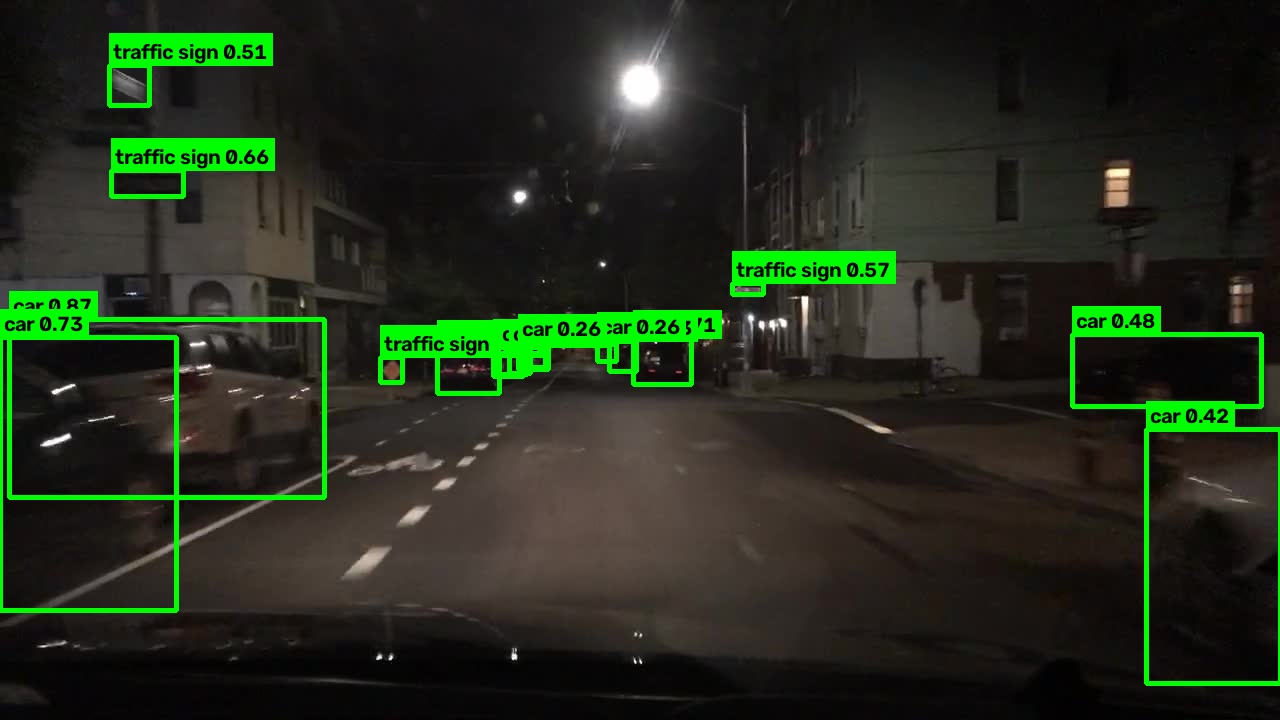 traffic sign 0.51
traffic sign 0.66
traffic sign 0.57
car 0.87
car 0.73
traffic sign
car 0.26
car 0.26
71
car 0.48
car 0.42